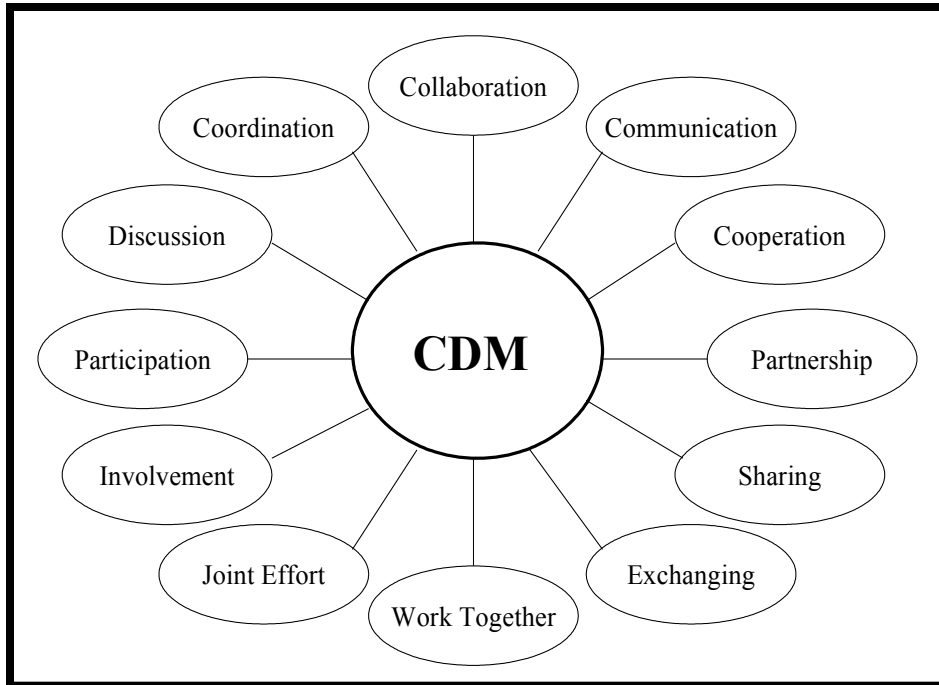 Collaboration
Coordination
Communication
Discussion
Cooperation
CDM
Participation
Partnership
Involvement
Sharing
Joint Effort
Exchanging
Work Together